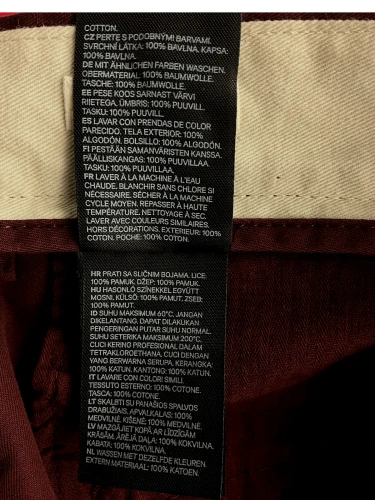 COTTON.
CZ PERTE S PODOBNÝMI BARVAMI.
SVRCHNÍ LÁTKA: 100% BAVLNA. KAPSA:
100% BAVLNA.
DE MIT ÄHNLICHEN FARBEN WASCHEN.
OBERMATERIAL: 100% BAUMWOLLE.
TASCHE: 100% BAUMWOLLE.
EE PESE KOOS SARNAST VÄRVI
RIIETEGA. ÜMBRIS: 100% PUUVILL.
TASKU: 100% PUUVILL.
ES LAVAR CON PRENDAS DE COLOR
PARECIDO. TELA EXTERIOR: 100%
ALGODÓN. BOLSILLO: 100% ALGODÓN.
FI PESTÄÄN SAMANVÄRISTEN KANSSA.
PÄÄLLISKANGAS: 100% PUUVILLAA.
TASKU: 100% PUUVILLAA.
FR LAVER À LA MACHINE À L'EAU
CHAUDE. BLANCHIR SANS CHLORE SI
NÉCESSAIRE. SÉCHER À LA MACHINE
CYCLE MOYEN. REPASSER À HAUTE
TEMPÉRATURE. NETTOYAGE À SEC.
LAVER AVEC COULEURS SIMILAIRES.
HORS DÉCORATIONS. EXTERIEUR: 100%
COTON. POCHE: 100% COTON.
HR PRATI SA SLIČNIM BOJAMA. LICE:
100% PAMUK. DŽEP: 100% PAMUK.
HU HASONLÓ SZÍNEKKEL EGYÜTT
MOSNI. KÜLSŐ: 100% PAMUT. ZSEB:
100% PAMUT.
ID SUHU MAKSIMUM 60°C. JANGAN
DIKELANTANG. DAPAT DILAKUKAN
PENGERINGAN PUTAR SUHU NORMAL.
SUHU SETERIKA MAKSIMUM 200°C.
CUCI KERING PROFESIONAL DALAM
TETRAKLOROETHANA. CUCI DENGAN
YANG BERWARNA SERUPA. KERANGKA:
100% KATUN. KANTONG: 100% KATUN.
IT LAVARE CON COLORI SIMILI.
TESSUTO ESTERNO: 100% COTONE.
TASCA: 100% COTONE.
LT SKALBTI SU PANAŠIOS SPALVOS
DRABUŽIAIS. APVALKALAS: 100%
MEDVILNĖ. KIŠENĖ: 100% MEDVILNĖ.
LV MAZGĀJIET KOPĀ AR LĪDZĪGĀM
KRĀSĀM. ĀRĒJĀ DAĻA: 100% KOKVILNA.
KABATA: 100% KOKVILNA.
NL WASSEN MET DEZELFDE KLEUREN.
EXTERN MATERIAAL: 100% KATOEN.